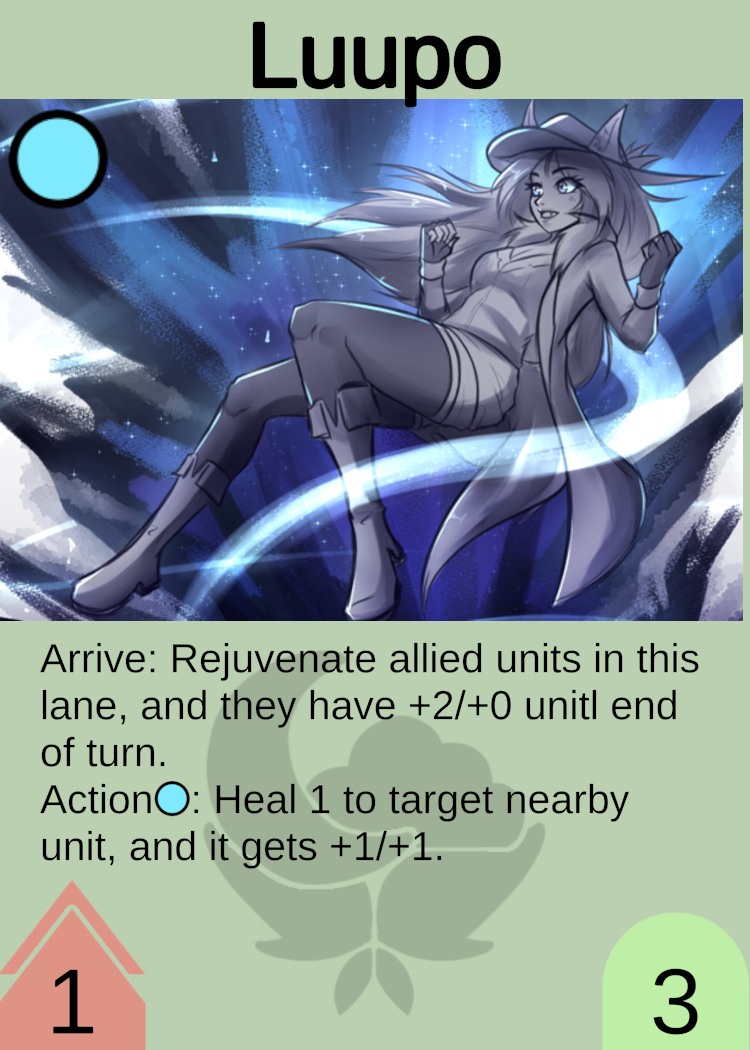 Luupo
Arrive: Rejuvenate allied units in this
lane, and they have +2/+0 unitl end
of turn.
Action: Heal 1 to target nearby
unit, and it gets +1/+1.
1
3